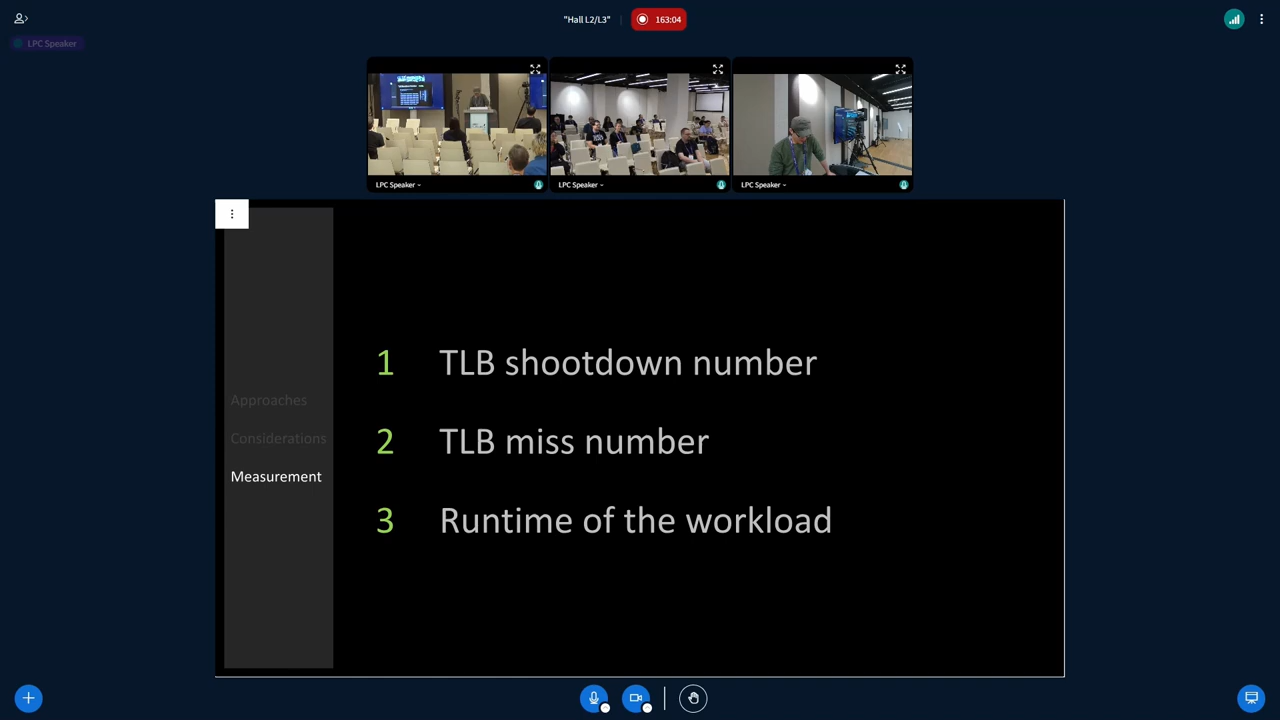 "Hall L2/L3"
163:04
LPC Speaker
LPC Speaker
LPC Speaker
LPC Speaker
Approaches
Considerations
Measurement
1 TLB shootdown number
2 TLB miss number
3 Runtime of the workload